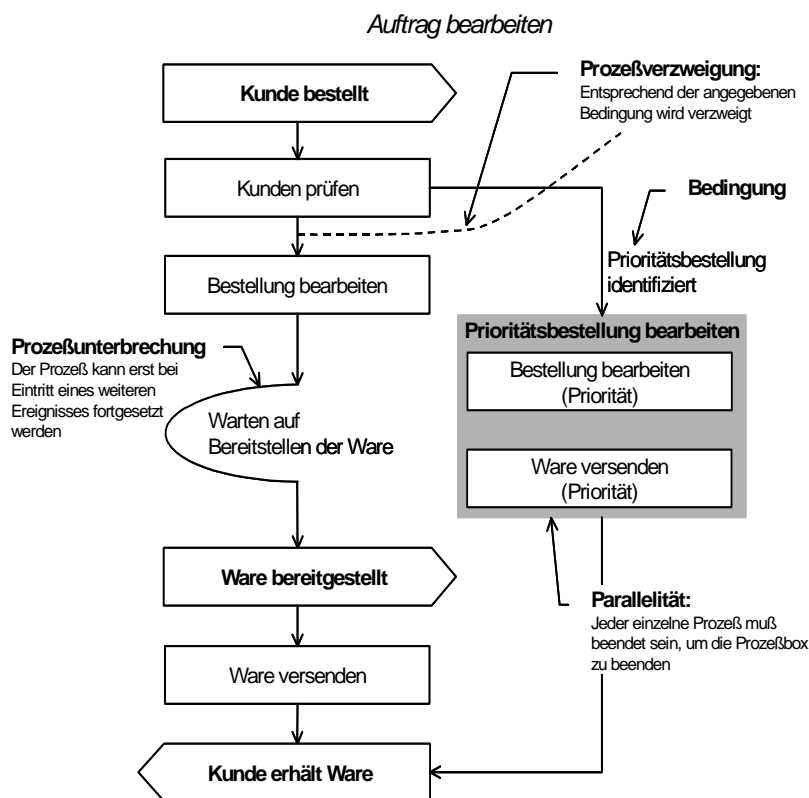 Auftrag bearbeiten
Kunde bestellt
Prozeßverzweigung:
Entsprechend der angegebenen
Bedingung wird verzweigt
Kunden prüfen
Bedingung
Prioritätsbestellung
identifiziert
Bestellung bearbeiten
Prioritätsbestellung bearbeiten
Bestellung bearbeiten
(Priorität)
Prozeßunterbrechung
Der Prozeß kann erst bei
Eintritt eines weiteren
Ereignisses fortgesetzt
werden
Warten auf
Bereitstellen der Ware
Ware versenden
(Priorität)
Ware bereitgestellt
Parallelität:
Jeder einzelne Prozeß muß
beendet sein, um die Prozeßbox
zu beenden
Ware versenden
Kunde erhält Ware